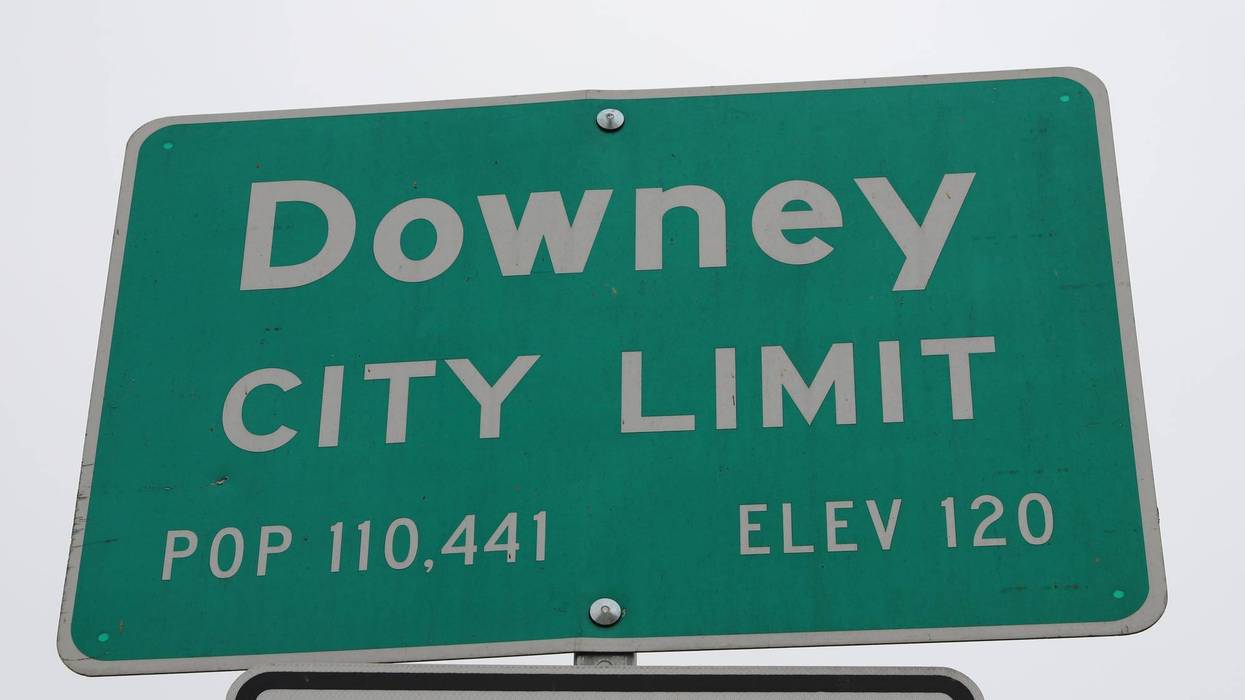 Downey
CITY LIMIT
POP 110,441 ELEV 120